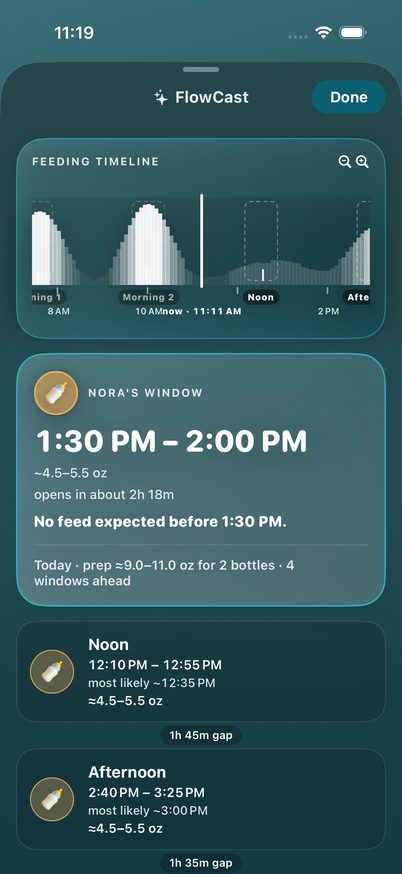 11:19
FlowCast
Done
FEEDING TIMELINE
ning 1
Morning 2
Noon
Afte
8 AM
10 AM
now · 11:11 AM
2 PM
NORA'S WINDOW
1:30 PM – 2:00 PM
~4.5–5.5 oz
opens in about 2h 18m
No feed expected before 1:30 PM.
Today · prep ≈9.0–11.0 oz for 2 bottles · 4
windows ahead
Noon
12:10 PM – 12:55 PM
most likely ~12:35 PM
≈4.5–5.5 oz
1h 45m gap
Afternoon
2:40 PM – 3:25 PM
most likely ~3:00 PM
≈4.5–5.5 oz
1h 35m gap